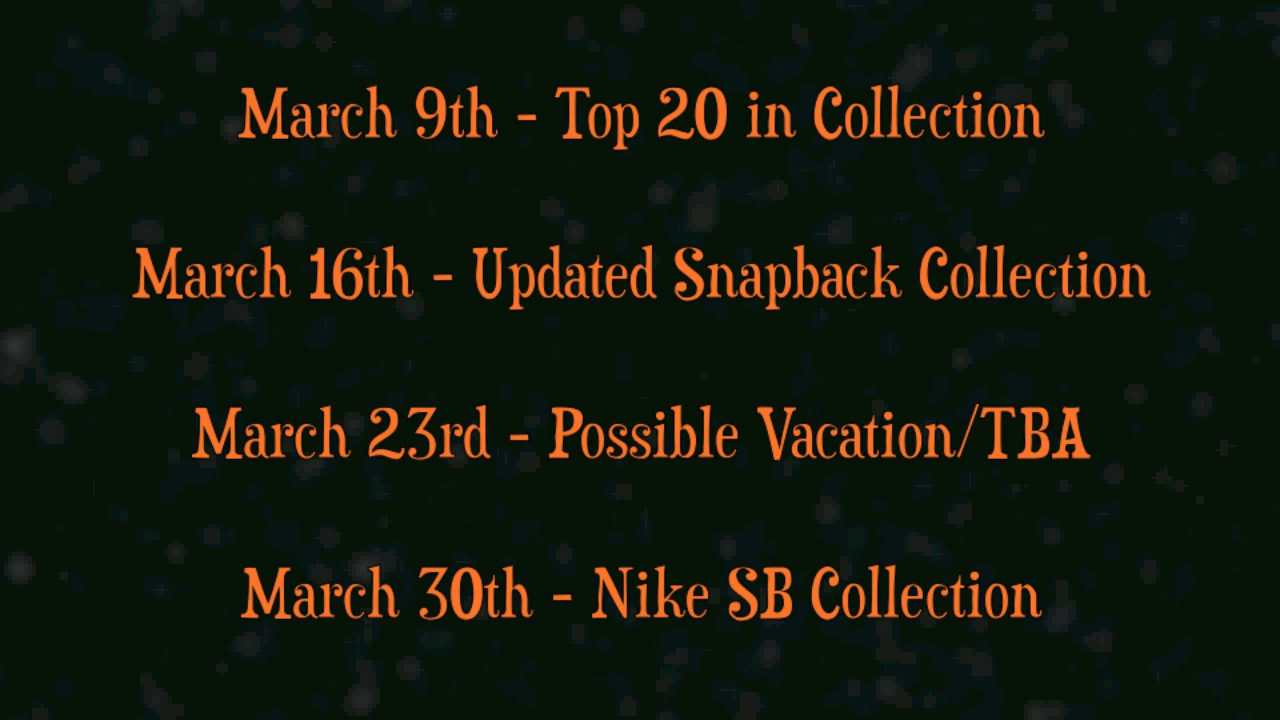 March 9th - Top 20 in Collection
March 16th - Updated Snapback Collection
March 23rd - Possible Vacation/TBA
March 30th - Nike SB Collection